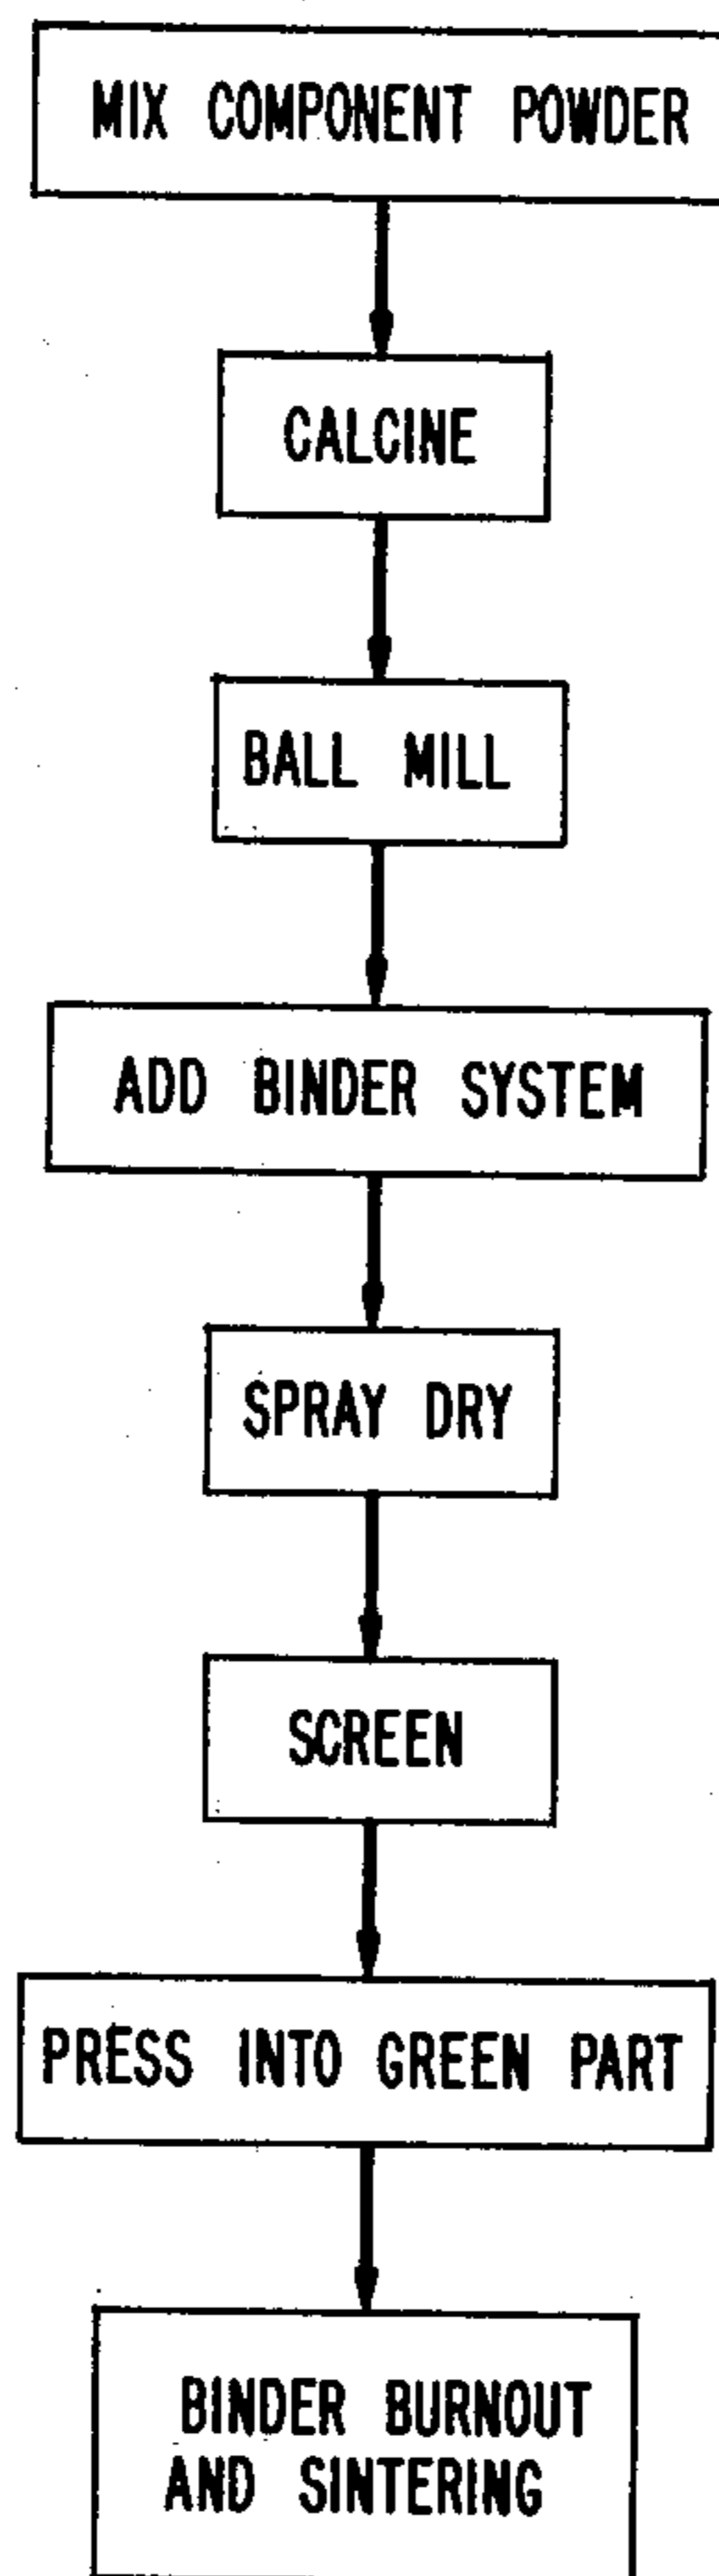 MIX COMPONENT POWDER
CALCINE
BALL MILL
ADD BINDER SYSTEM
SPRAY DRY
SCREEN
PRESS INTO GREEN PART
BINDER BURNOUT
AND SINTERING